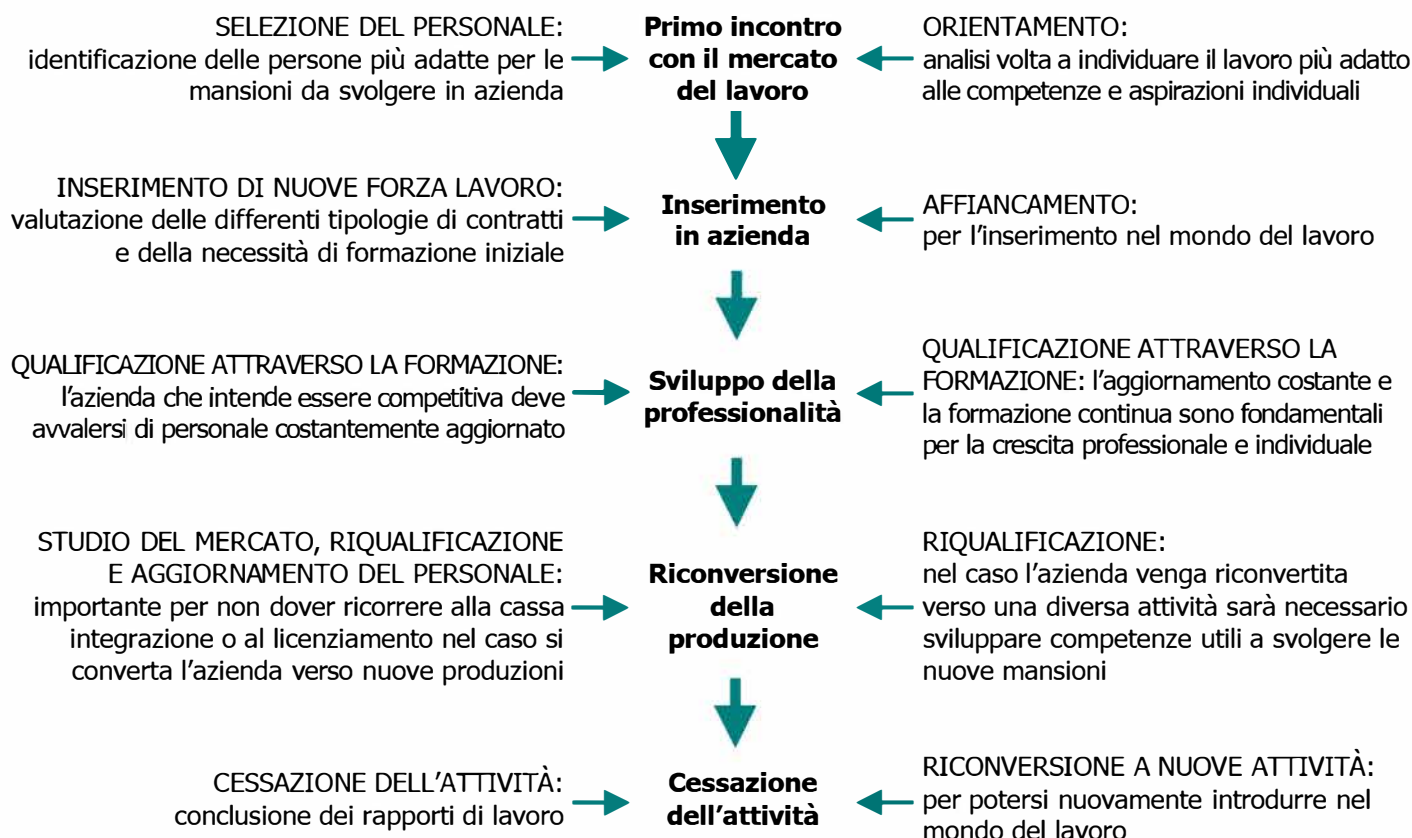 SELEZIONE DEL PERSONALE:
identificazione delle persone più adatte per le
mansioni da svolgere in azienda
Primo incontro
con il mercato
del lavoro
ORIENTAMENTO:
analisi volta a individuare il lavoro più adatto
alle competenze e aspirazioni individuali
INSERIMENTO DI NUOVE FORZA LAVORO:
valutazione delle differenti tipologie di contratti
e della necessità di formazione iniziale
Inserimento
in azienda
AFFIANCAMENTO:
per l'inserimento nel mondo del lavoro
QUALIFICAZIONE ATTRAVERSO LA FORMAZIONE:
l'azienda che intende essere competitiva deve
avvalersi di personale costantemente aggiornato
Sviluppo della
professionalità
QUALIFICAZIONE ATTRAVERSO LA
FORMAZIONE: l'aggiornamento costante e
la formazione continua sono fondamentali
per la crescita professionale e individuale
STUDIO DEL MERCATO, RIQUALIFICAZIONE
E AGGIORNAMENTO DEL PERSONALE:
importante per non dover ricorrere alla cassa
integrazione o al licenziamento nel caso si
converta l'azienda verso nuove produzioni
Riconversione
della
produzione
RIQUALIFICAZIONE:
nel caso l'azienda venga riconvertita
verso una diversa attività sarà necessario
sviluppare competenze utili a svolgere le
nuove mansioni
CESSAZIONE DELL'ATTIVITÀ:
conclusione dei rapporti di lavoro
Cessazione
dell'attività
RICONVERSIONE A NUOVE ATTIVITÀ:
per potersi nuovamente introdurre nel
mondo del lavoro